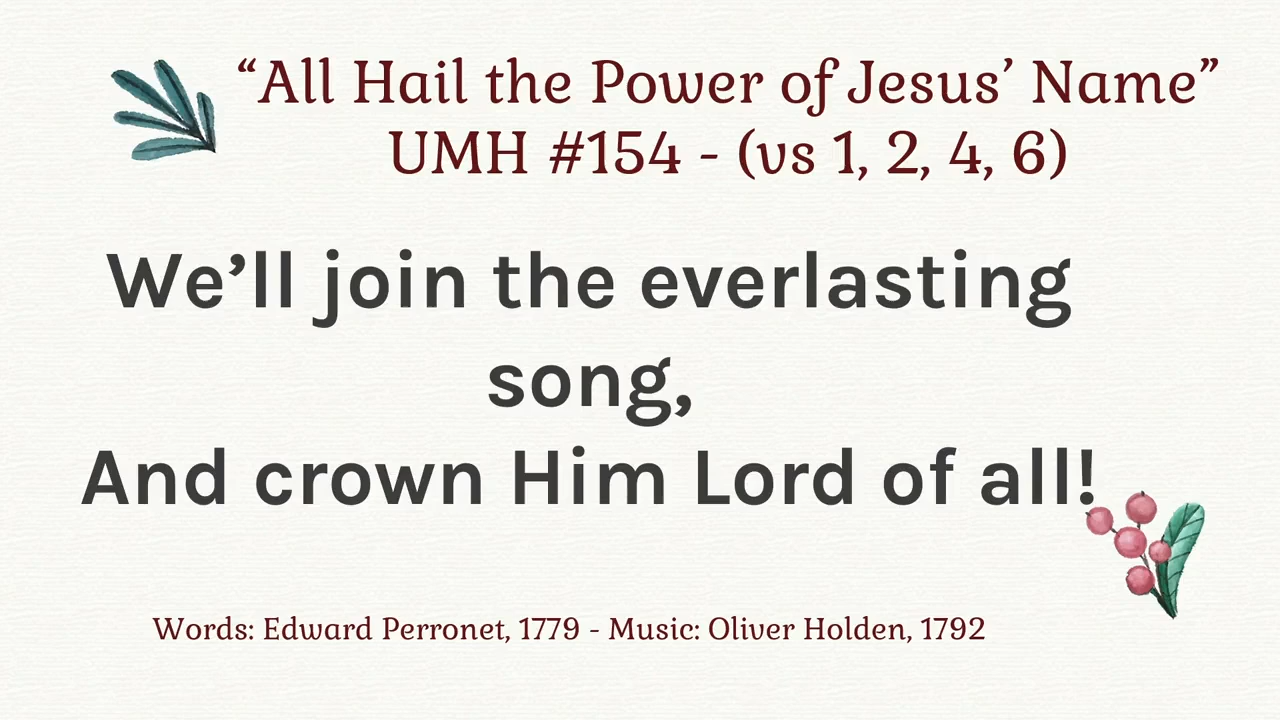 “All Hail the Power of Jesus’ Name”
UMH #154 - (vs 1, 2, 4, 6)
We’ll join the everlasting
song,
And crown Him Lord of all!
Words: Edward Perronet, 1779 - Music: Oliver Holden, 1792